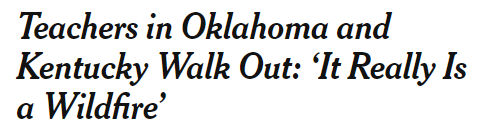 Teachers in Oklahoma and
Kentucky Walk Out: ‘It Really Is
a Wildfire’